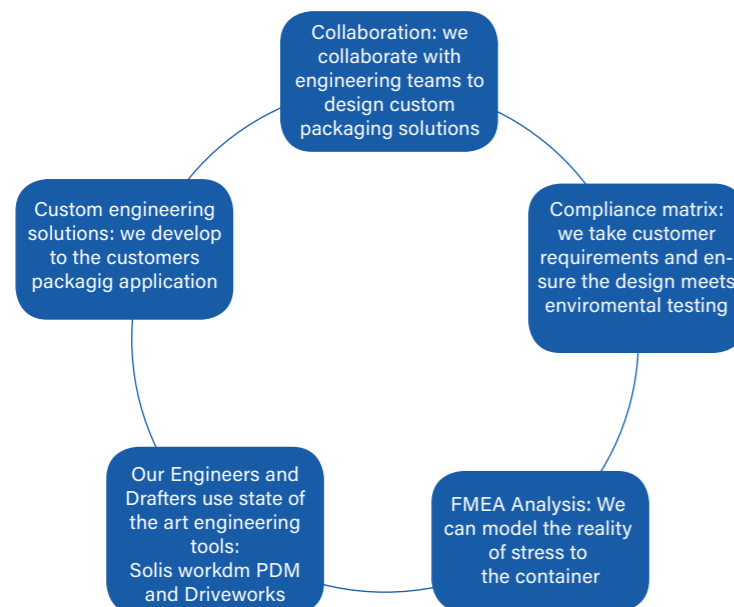 Collaboration: we
collaborate with
engineering teams to
design custom
packaging solutions
Compliance matrix:
we take customer
requirements and en-
sure the design meets
enviromental testing
FMEA Analysis: We
can model the reality
of stress to
the container
Our Engineers and
Drafters use state of
the art engineering
tools:
Solis workdm PDM
and Driveworks
Custom engineering
solutions: we develop
to the customers
packagig application